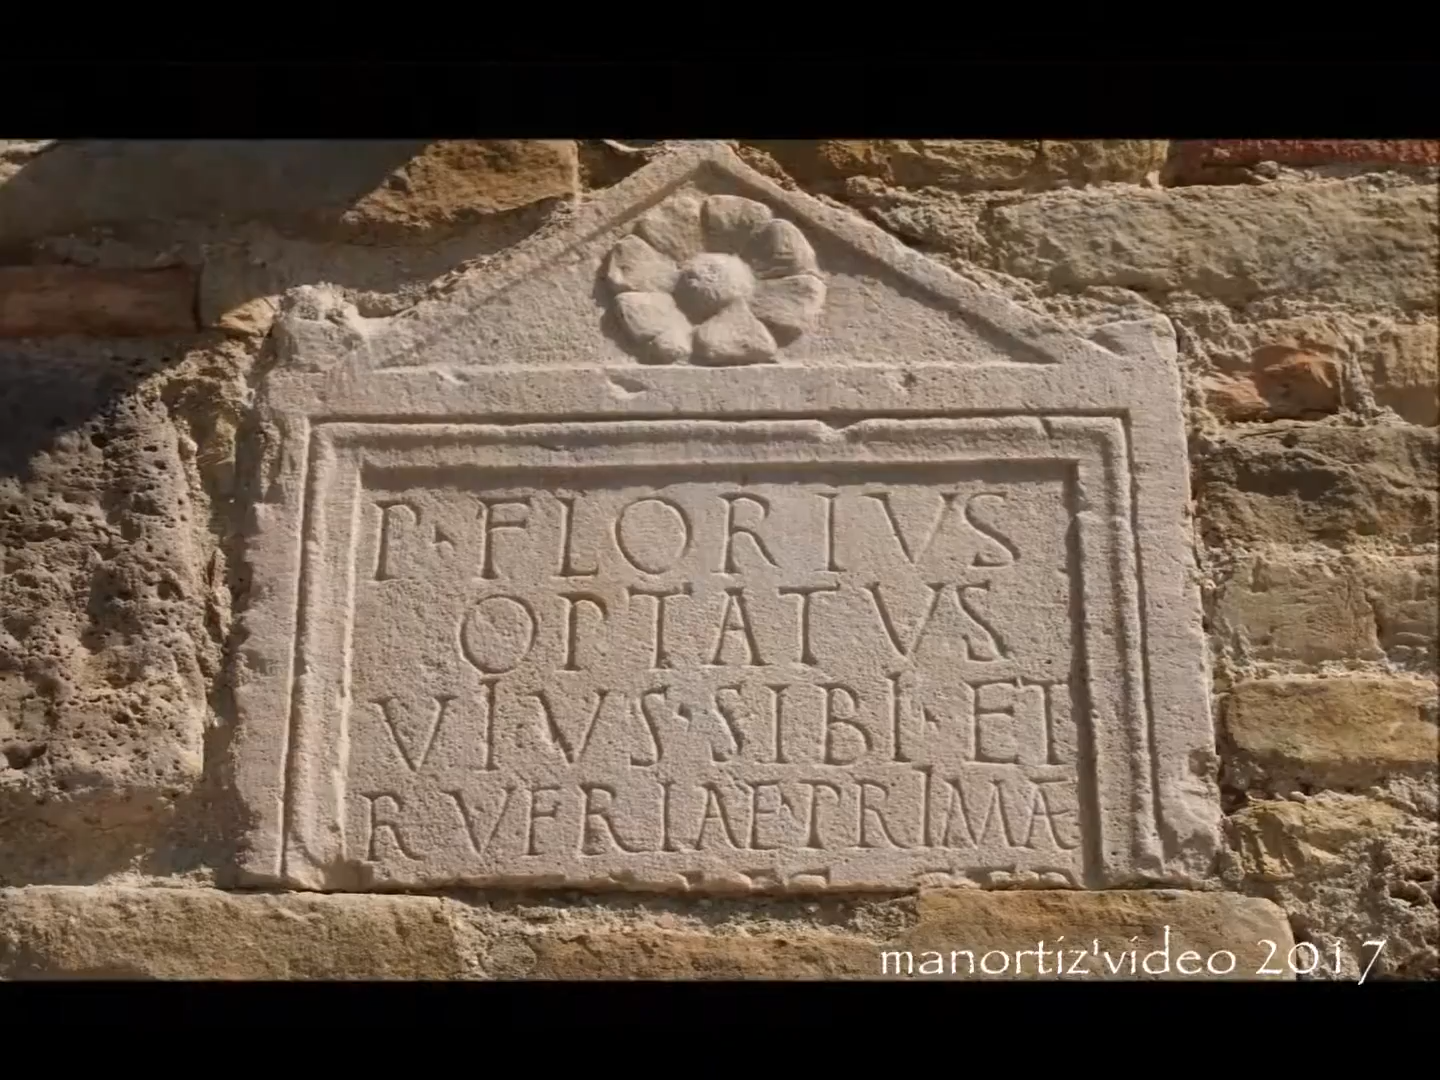 P · FLORIVS
OPTATVS
VIVS · SIBI · ET
RVFRIAE · PRIMAE
manortiz'video 2017